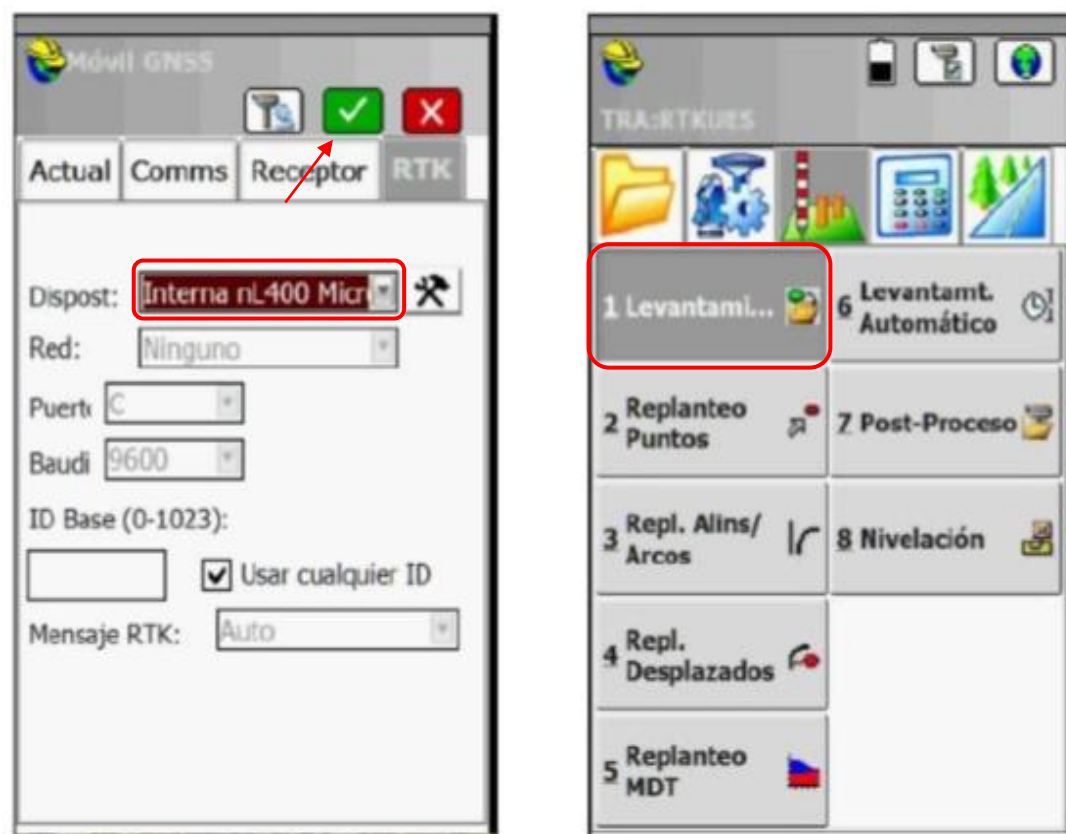 Móvil GNSS
Actual Comms Receptor RTK
Dispost: Interna nL400 Micr
Red: Ninguno
Puert C
Baudi 9600
ID Base (0-1023):
Usar cualquier ID
Mensaje RTK: Auto
TRA:RTKUES
1 Levantami...
6 Levantamt.
Automático
2 Replanteo
Puntos
7 Post-Proceso
3 Repl. Alins/
Arcos
8 Nivelación
4 Repl.
Desplazados
5 Replanteo
MDT